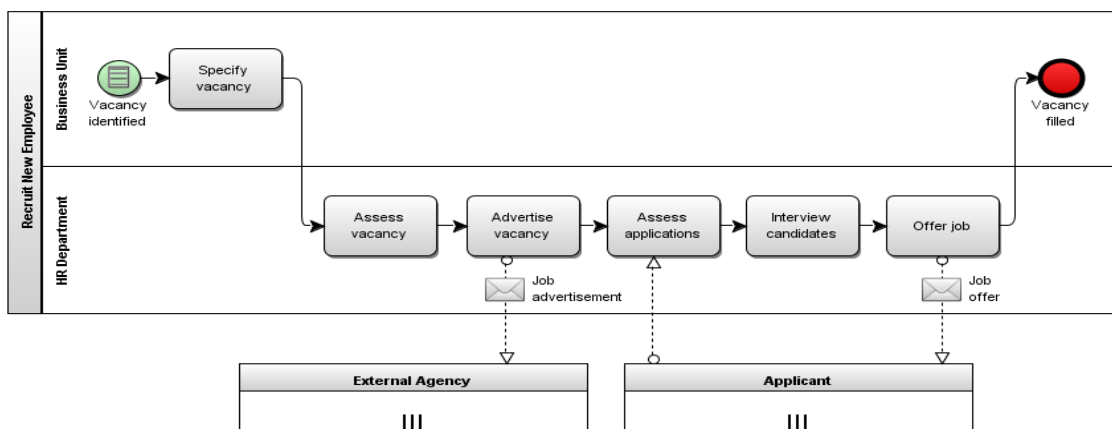 Recruit New Employee
Business Unit
Vacancy
identified
Specify
vacancy
Vacancy
filled
HR Department
Assess
vacancy
Advertise
vacancy
Assess
applications
Interview
candidates
Offer job
Job
advertisement
Job
offer
External Agency
Applicant